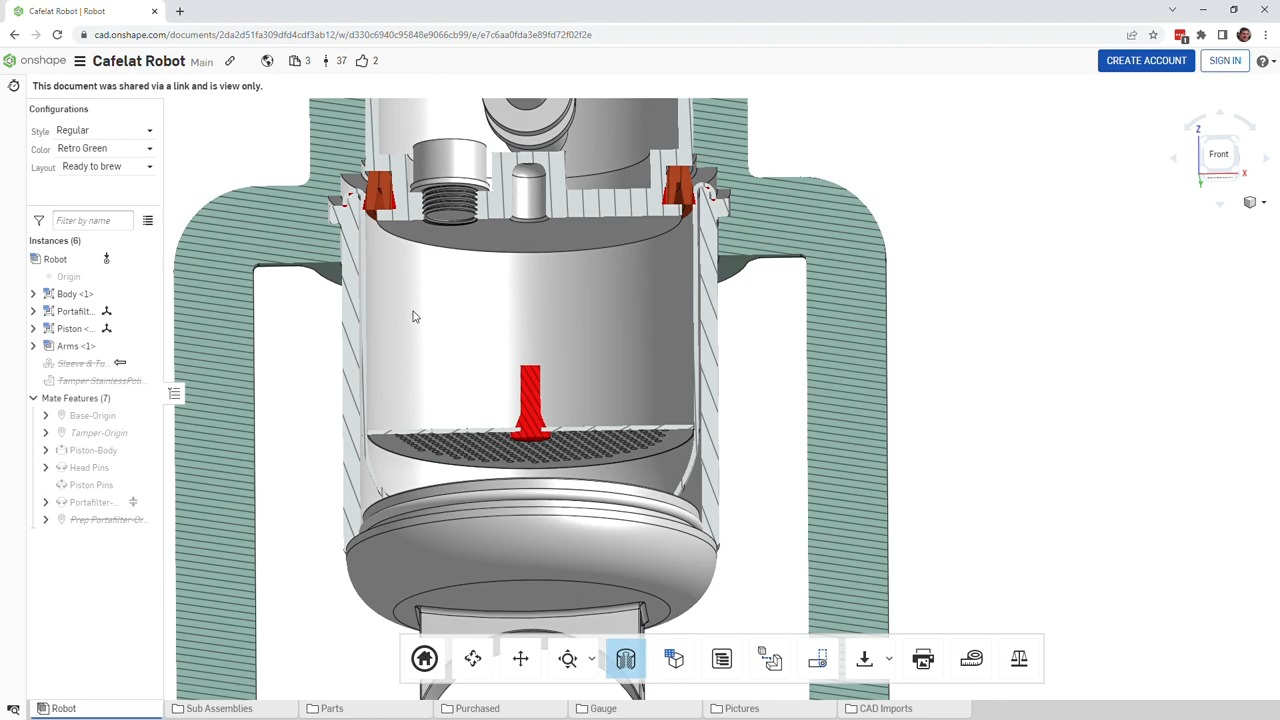 Cafelat Robot | Robot
cad.onshape.com/documents/2da2d51fa309dfd4cdf3ab12/w/d330c6940c95848e9066cb99/e/e7c6aa0fda3e89fd72f02f2e
1
onshape
Cafelat Robot Main
3
37
2
CREATE ACCOUNT
SIGN IN
This document was shared via a link and is view only.
Configurations
Style Regular
Color Retro Green
Layout Ready to brew
Filter by name
Instances (6)
Robot
Origin
Body <1>
Portafilt...
Piston <...
Arms <1>
Sleeve & Tu...
Tamper StainlessPoli...
Mate Features (7)
Base-Origin
Tamper-Origin
Piston-Body
Head Pins
Piston Pins
Portafilter-...
Prep Portafilter-Or...
Z
Front
X
Y
Robot
Sub Assemblies
Parts
Purchased
Gauge
Pictures
CAD Imports